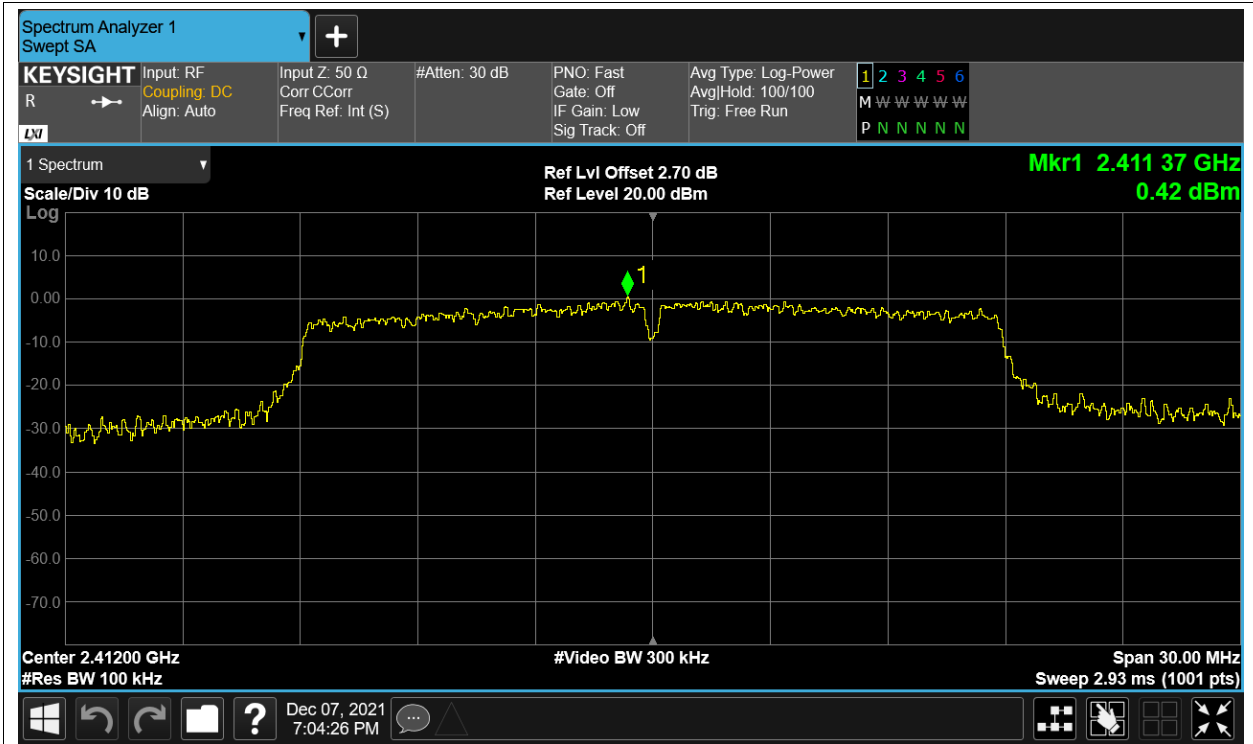 Spectrum Analyzer 1
Swept SA
KEYSIGHT
R
LXI
Input: RF
Coupling: DC
Align: Auto
Input Z: 50 Ω
Corr CCorr
Freq Ref: Int (S)
#Atten: 30 dB
PNO: Fast
Gate: Off
IF Gain: Low
Sig Track: Off
Avg Type: Log-Power
Avg|Hold: 100/100
Trig: Free Run
1 2 3 4 5 6
M W W W W W
P N N N N N
1 Spectrum
Scale/Div 10 dB
Log
Ref Lvl Offset 2.70 dB
Ref Level 20.00 dBm
Mkr1 2.411 37 GHz
0.42 dBm
1
10.0
0.00
-10.0
-20.0
-30.0
-40.0
-50.0
-60.0
-70.0
Center 2.41200 GHz
#Res BW 100 kHz
#Video BW 300 kHz
Span 30.00 MHz
Sweep 2.93 ms (1001 pts)
?
Dec 07, 2021
7:04:26 PM